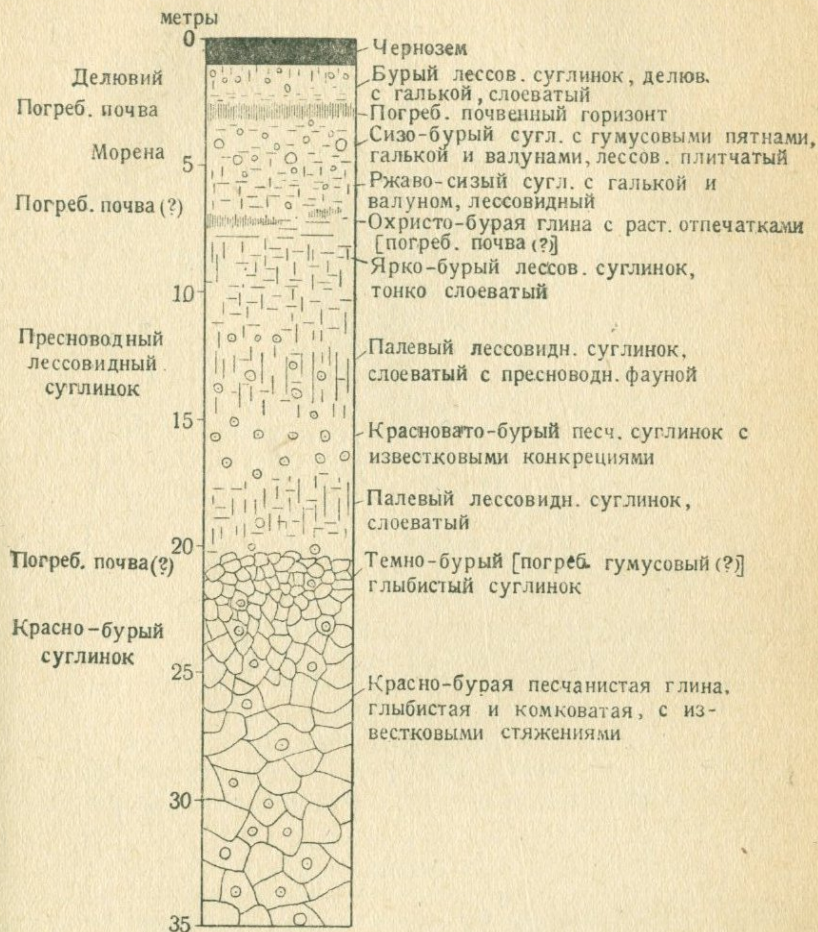 метры
0
Чернозем
Делювий
Бурый лессов. суглинок, делюв.
с галькой, слоеватый
Погреб. почва
Погреб. почвенный горизонт
Морена
Сизо-бурый сугл. с гумусовыми пятнами,
галькой и валунами, лессов. плитчатый
5
Ржаво-сизый сугл. с галькой и
валуном, лессовидный
Погреб. почва (?)
Охристо-бурая глина с раст. отпечатками
[погреб. почва (?)]
Ярко-бурый лессов. суглинок,
тонко слоеватый
10
Пресноводный
лессовидный
суглинок
Палевый лессовидн. суглинок,
слоеватый с пресноводн. фауной
15
Красновато-бурый песч. суглинок с
известковыми конкрециями
Палевый лессовидн. суглинок,
слоеватый
20
Погреб. почва (?)
Темно-бурый [погреб. гумусовый (?)]
глыбистый суглинок
Красно-бурый
суглинок
25
Красно-бурая песчанистая глина,
глыбистая и комковатая, с из-
вестковыми стяжениями
30
35